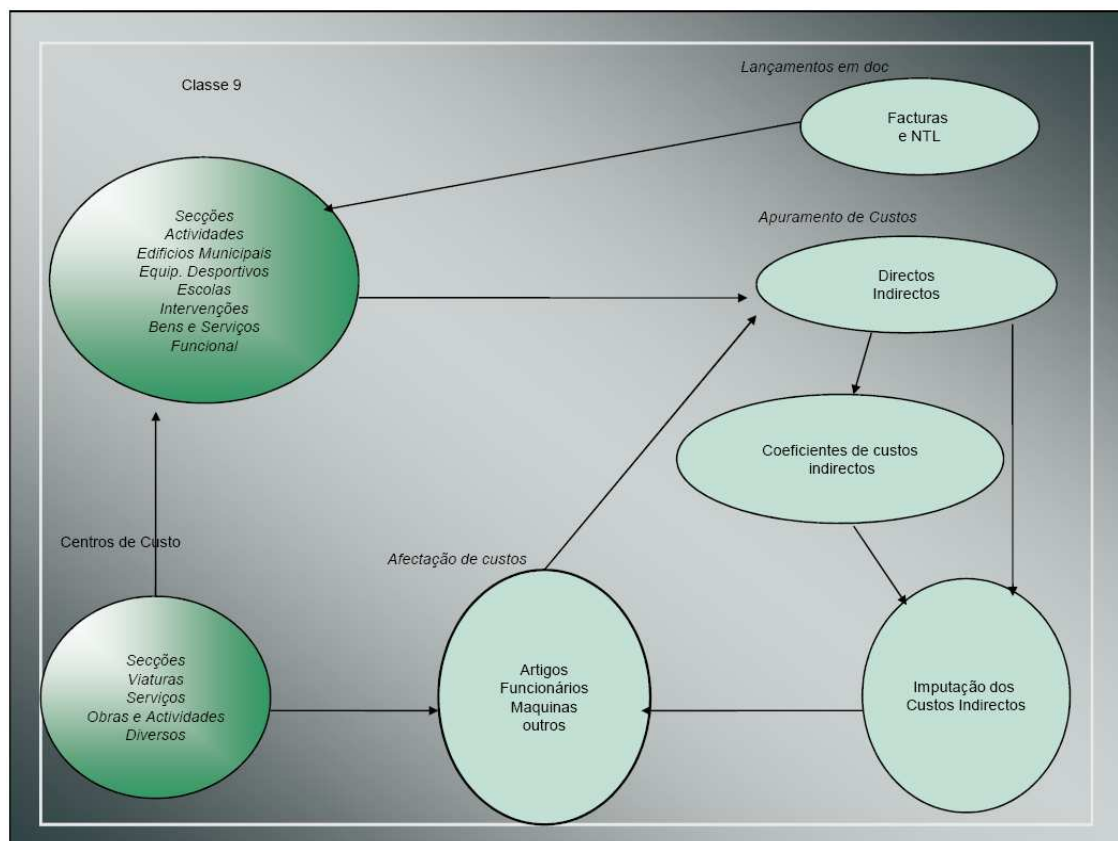 Lançamentos em doc
Classe 9
Facturas
e NTL
Secções
Actividades
Edificios Municipais
Equip. Desportivos
Escolas
Intervenções
Bens e Serviços
Funcional
Apuramento de Custos
Directos
Indirectos
Coeficientes de custos
indirectos
Centros de Custo
Afectação de custos
Secções
Viaturas
Serviços
Obras e Actividades
Diversos
Artigos
Funcionários
Maquinas
outros
Imputação dos
Custos Indirectos